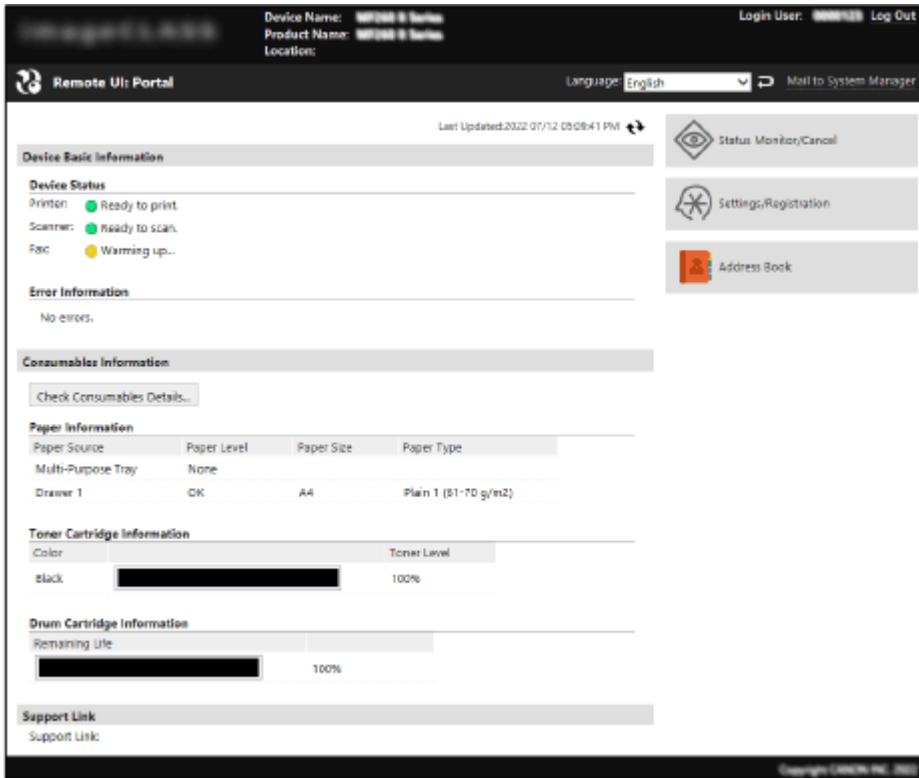 Device Name:
Product Name:
Location:
Login User: Log Out
Remote UI: Portal
Language: English
Mail to System Manager
Last Updated:2022 07/12 05:09:41 PM
Status Monitor/Cancel
Settings/Registration
Address Book
Device Basic Information
Device Status
Printer: Ready to print.
Scanner: Ready to scan.
Fax: Warming up...
Error Information
No errors.
Consumables Information
Check Consumables Details...
Paper Information
Paper Source Paper Level Paper Size Paper Type
Multi-Purpose Tray None
Drawer 1 OK A4 Plain 1 (61-70 g/m2)
Toner Cartridge Information
Color Toner Level
Black 100%
Drum Cartridge Information
Remaining Life
100%
Support Link
Support Link:
Copyright CANON INC. 2022